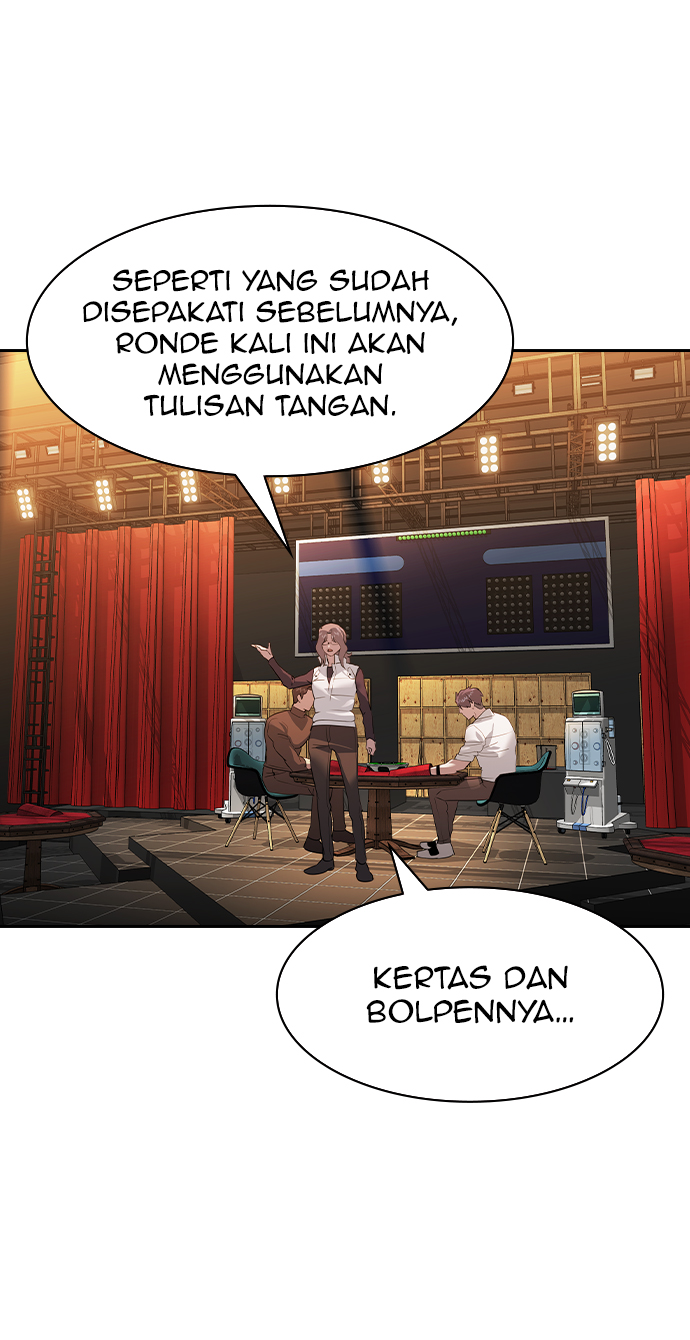 SEPERTI YANG SUDAH
DISEPAKATI SEBELUMNYA,
RONDE KALI INI AKAN
MENGGUNAKAN
TULISAN TANGAN.
KERTAS DAN
BOLPENNYA...